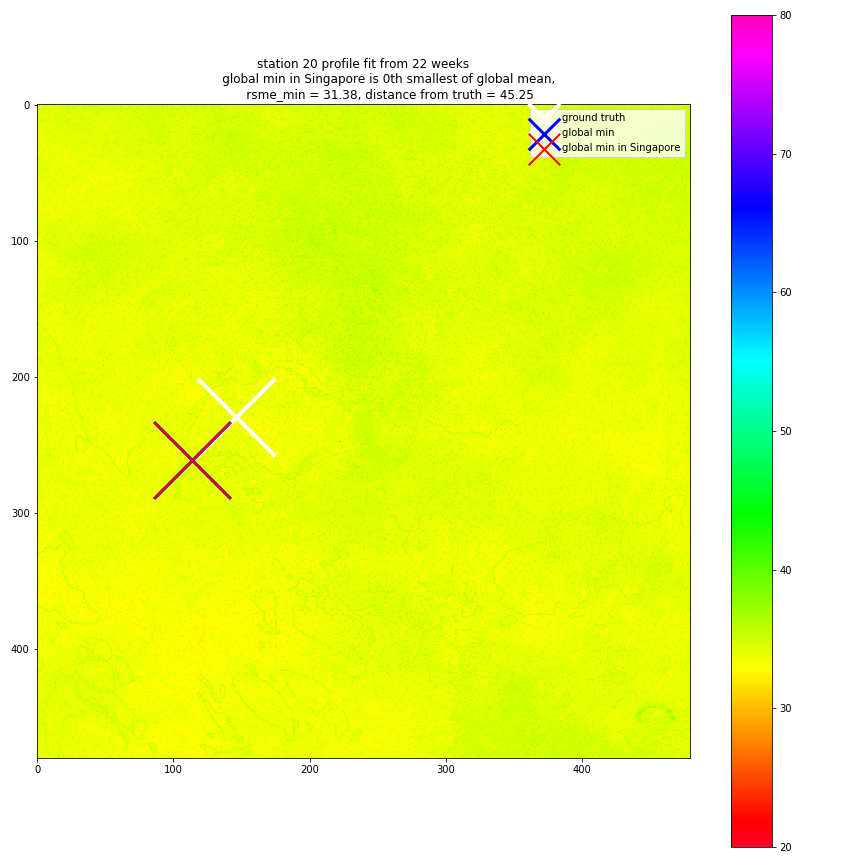 station 20 profile fit from 22 weeks
global min in Singapore is 0th smallest of global mean,
rsme_min = 31.38, distance from truth = 45.25
ground truth
global min
global min in Singapore
0
100
200
300
400
0
100
200
300
400
80
70
60
50
40
30
20